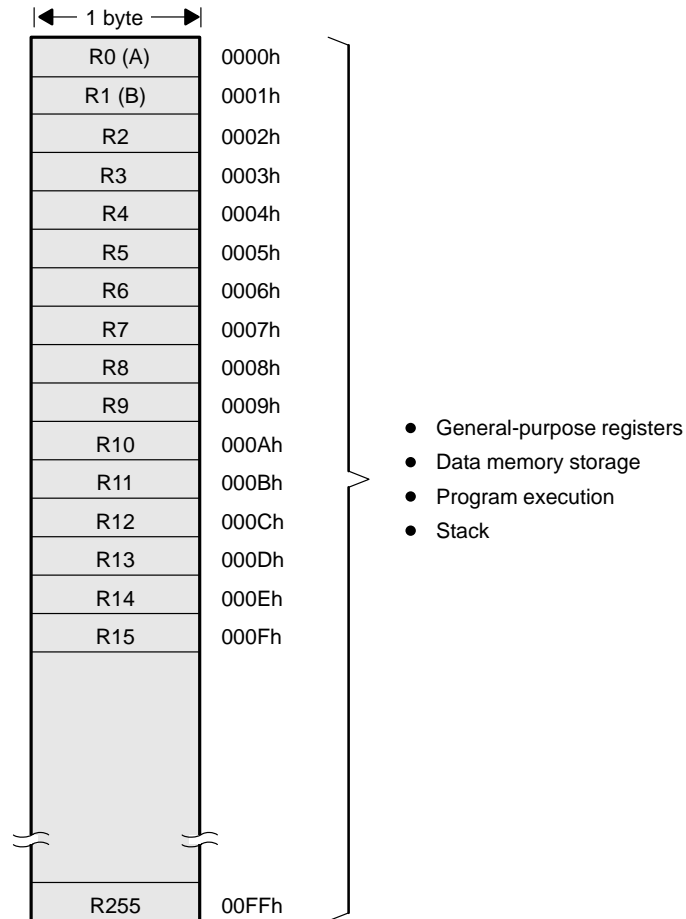 1 byte
R0 (A) 0000h
R1 (B) 0001h
R2 0002h
R3 0003h
R4 0004h
R5 0005h
R6 0006h
R7 0007h
R8 0008h
R9 0009h
R10 000Ah
R11 000Bh
R12 000Ch
R13 000Dh
R14 000Eh
R15 000Fh
R255 00FFh
● General-purpose registers
● Data memory storage
● Program execution
● Stack